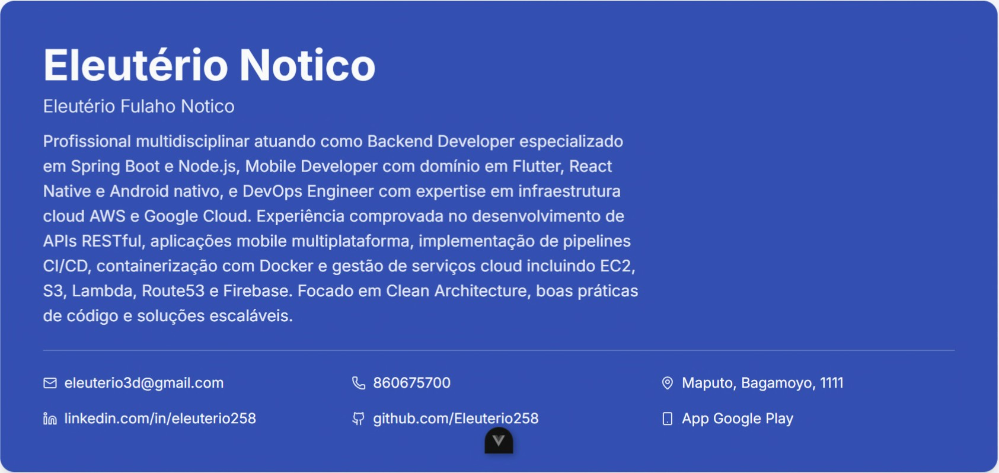 Eleutério Notico
Eleutério Fulaho Notico
Profissional multidisciplinar atuando como Backend Developer especializado
em Spring Boot e Node.js, Mobile Developer com domínio em Flutter, React
Native e Android nativo, e DevOps Engineer com expertise em infraestrutura
cloud AWS e Google Cloud. Experiência comprovada no desenvolvimento de
APIs RESTful, aplicações mobile multiplataforma, implementação de pipelines
CI/CD, containerização com Docker e gestão de serviços cloud incluindo EC2,
S3, Lambda, Route53 e Firebase. Focado em Clean Architecture, boas práticas
de código e soluções escaláveis.
eleuterio3d@gmail.com
860675700
Maputo, Bagamoyo, 1111
linkedin.com/in/eleuterio258
github.com/Eleuterio258
App Google Play